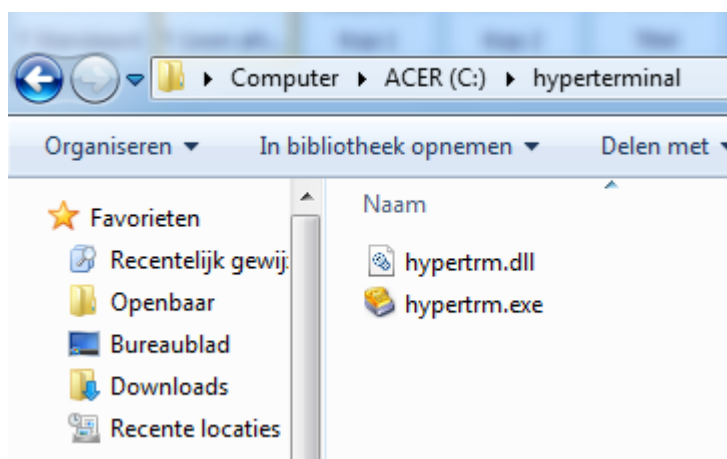 Computer ▸ ACER (C:) ▸ hyperterminal
Organiseren In bibliotheek opnemen Delen met
Naam
Favorieten
Recentelijk gewij
Openbaar
Bureaublad
Downloads
Recente locaties
hypertrm.dll
hypertrm.exe